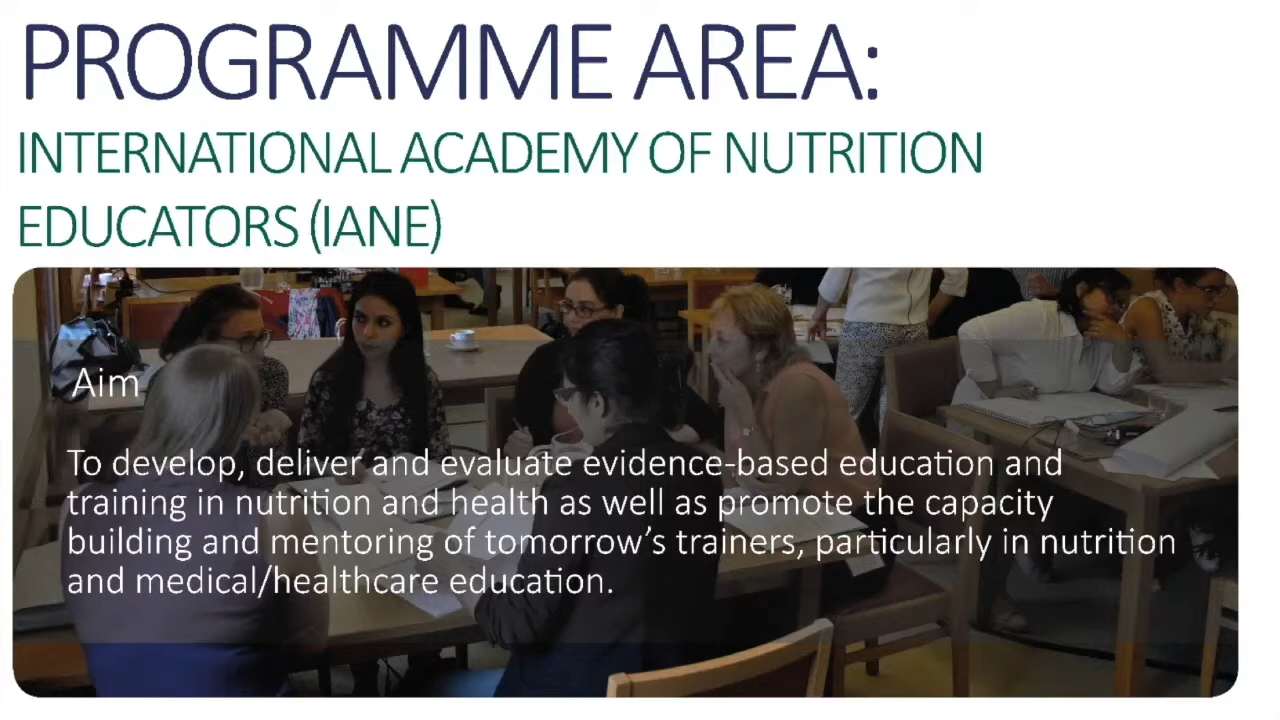 PROGRAMME AREA:
INTERNATIONAL ACADEMY OF NUTRITION
EDUCATORS (IANE)
Aim
To develop, deliver and evaluate evidence-based education and
training in nutrition and health as well as promote the capacity
building and mentoring of tomorrow’s trainers, particularly in nutrition
and medical/healthcare education.